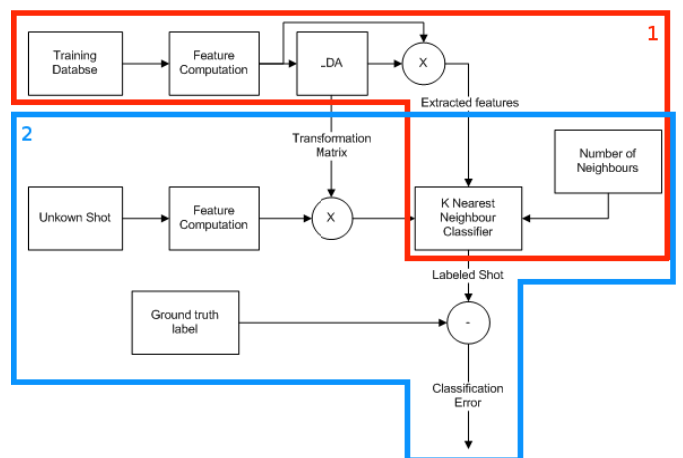 1
Training
Databse
Feature
Computation
LDA
X
Extracted features
2
Transformation
Matrix
Number of
Neighbours
Unkown Shot
Feature
Computation
X
K Nearest
Neighbour
Classifier
Labeled Shot
Ground truth
label
-
Classification
Error